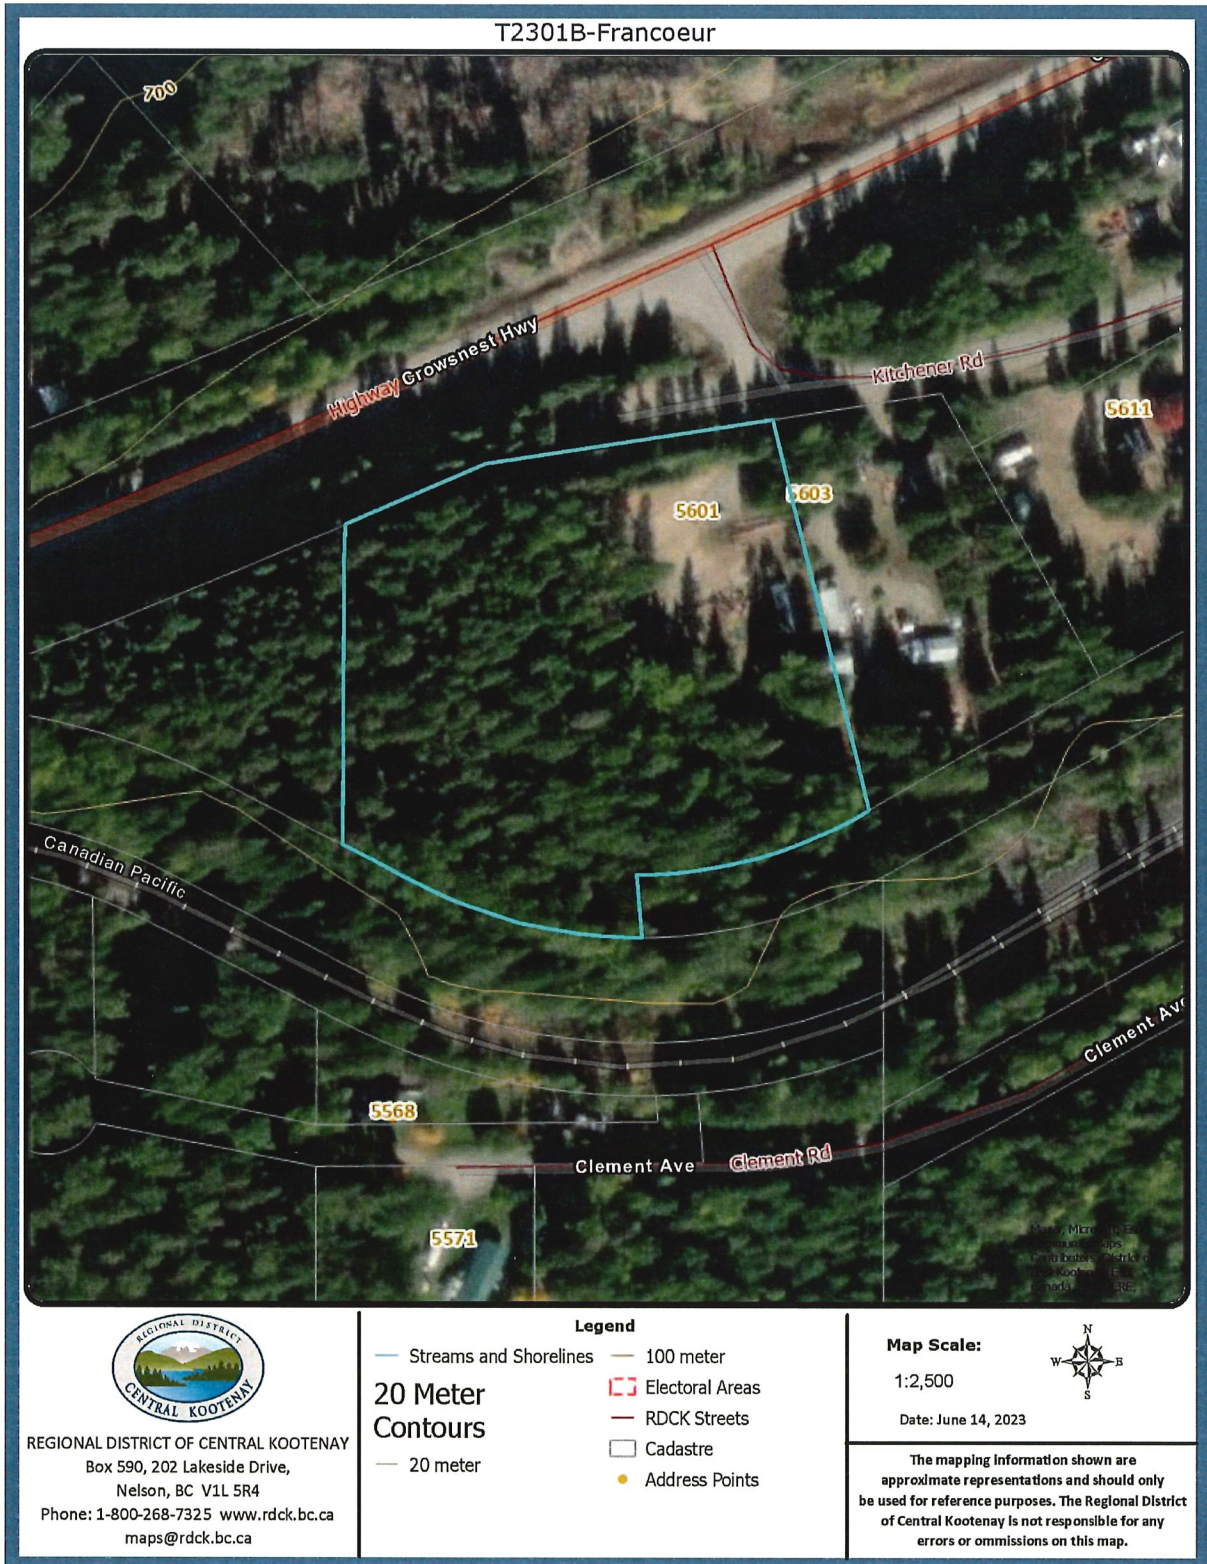 T2301B-Francoeur
700
Highway
Crowsnest Hwy
Kitchener Rd
5611
5601
5603
Canadian Pacific
Clement Ave
5568
Clement Ave
Clement Rd
5571
REGIONAL DISTRICT
CENTRAL KOOTENAY
REGIONAL DISTRICT OF CENTRAL KOOTENAY
Box 590, 202 Lakeside Drive,
Nelson, BC V1L 5R4
Phone: 1-800-268-7325 www.rdck.bc.ca
maps@rdck.bc.ca
Legend
Streams and Shorelines
20 Meter
Contours
20 meter
100 meter
Electoral Areas
RDCK Streets
Cadastre
Address Points
Map Scale:
1:2,500
N
W E
S
Date: June 14, 2023
The mapping information shown are
approximate representations and should only
be used for reference purposes. The Regional District
of Central Kootenay is not responsible for any
errors or ommissions on this map.